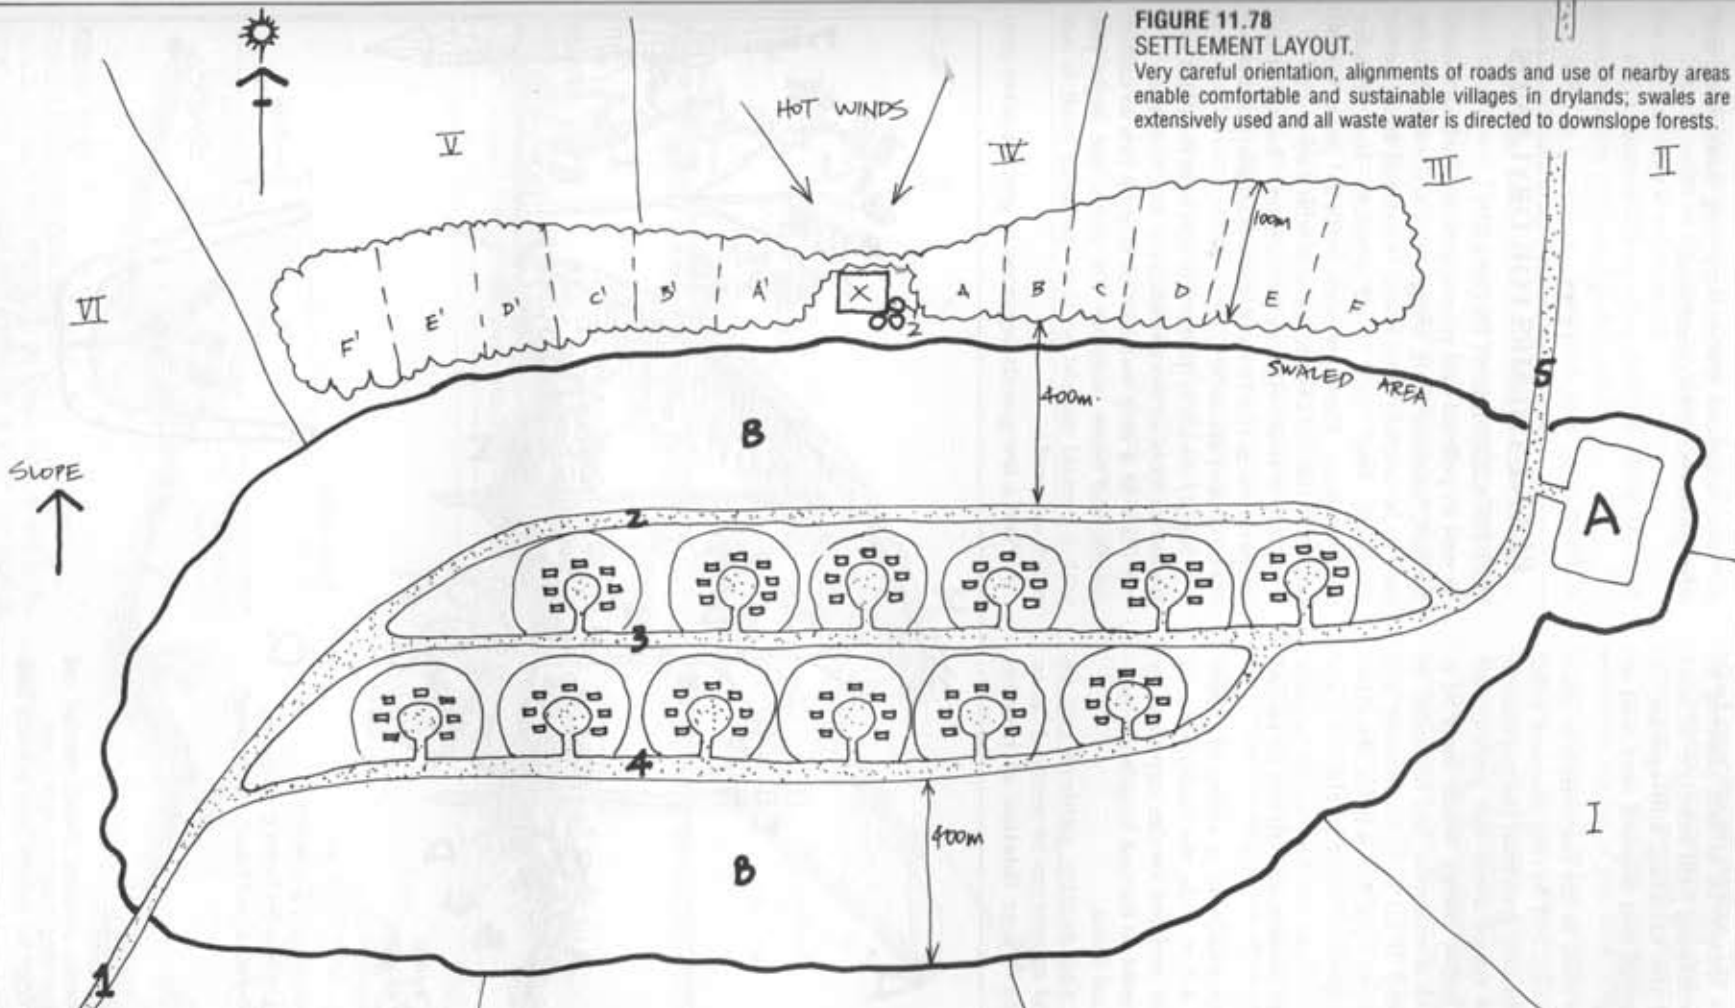 FIGURE 11.78
SETTLEMENT LAYOUT.
Very careful orientation, alignments of roads and use of nearby areas
enable comfortable and sustainable villages in drylands; swales are
extensively used and all waste water is directed to downslope forests.
HOT WINDS
V
IV
III
II
100m
VI
F'
E'
D'
C'
B'
A'
X
2
A
B
C
D
E
F
SWALED AREA
5
400m.
B
SLOPE
2
A
3
4
I
400m
B
1